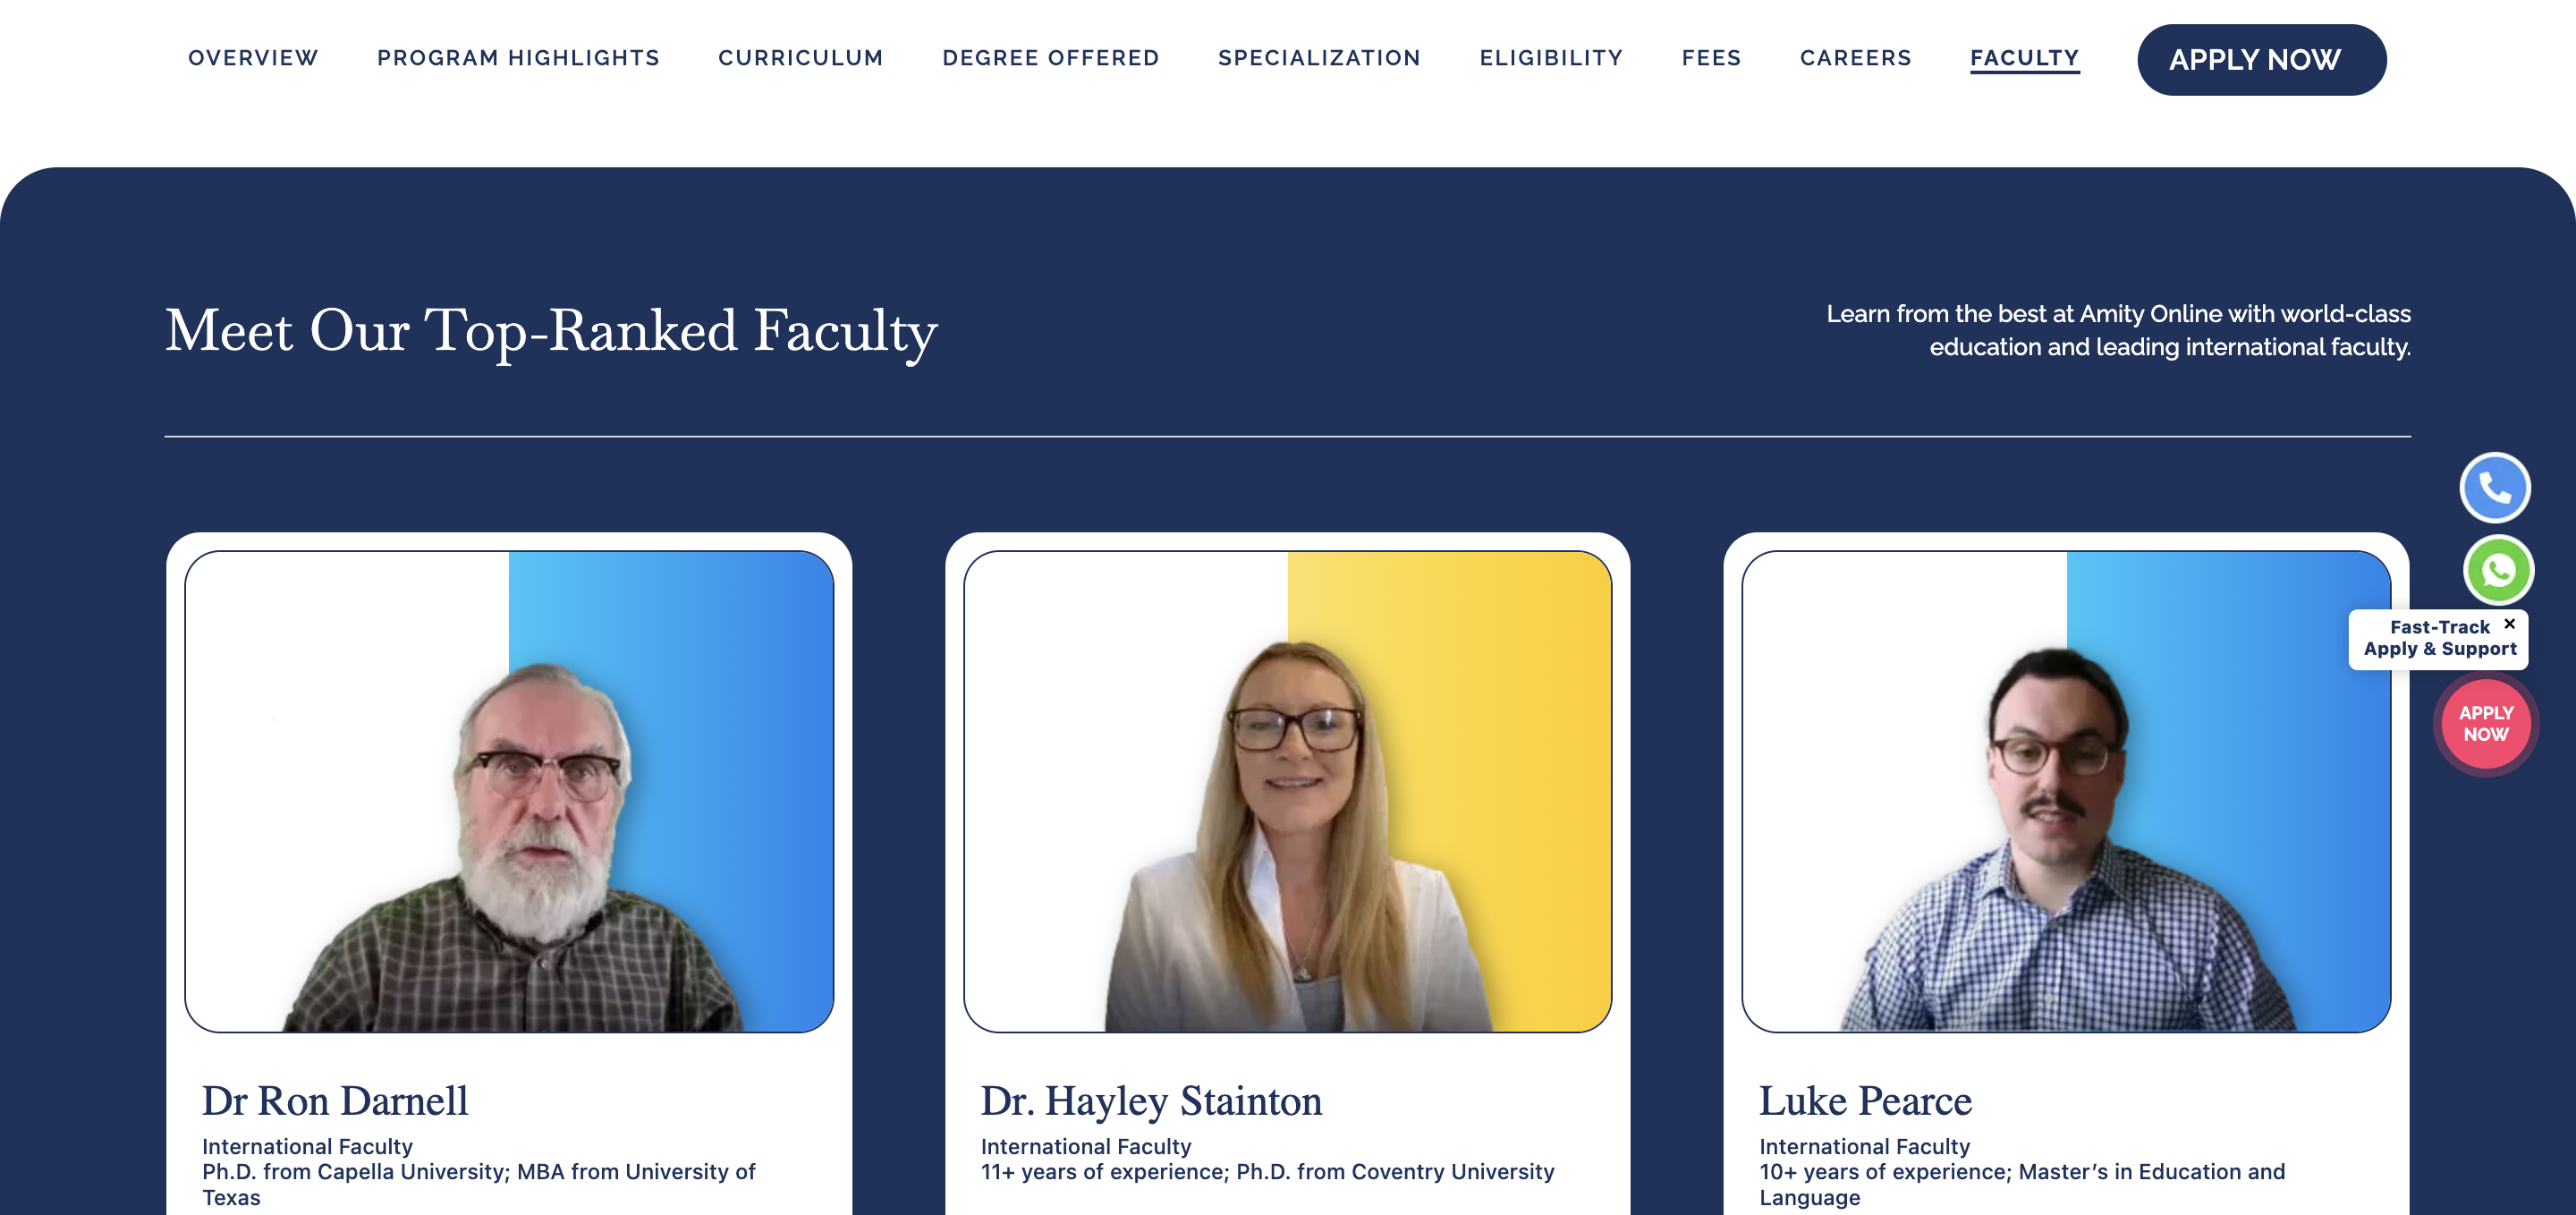 OVERVIEW PROGRAM HIGHLIGHTS CURRICULUM DEGREE OFFERED SPECIALIZATION ELIGIBILITY FEES CAREERS FACULTY APPLY NOW
Meet Our Top-Ranked Faculty
Learn from the best at Amity Online with world-class
education and leading international faculty.
Fast-Track ×
Apply & Support
APPLY
NOW
Dr Ron Darnell
International Faculty
Ph.D. from Capella University; MBA from University of
Texas
Dr. Hayley Stainton
International Faculty
11+ years of experience; Ph.D. from Coventry University
Luke Pearce
International Faculty
10+ years of experience; Master's in Education and
Language